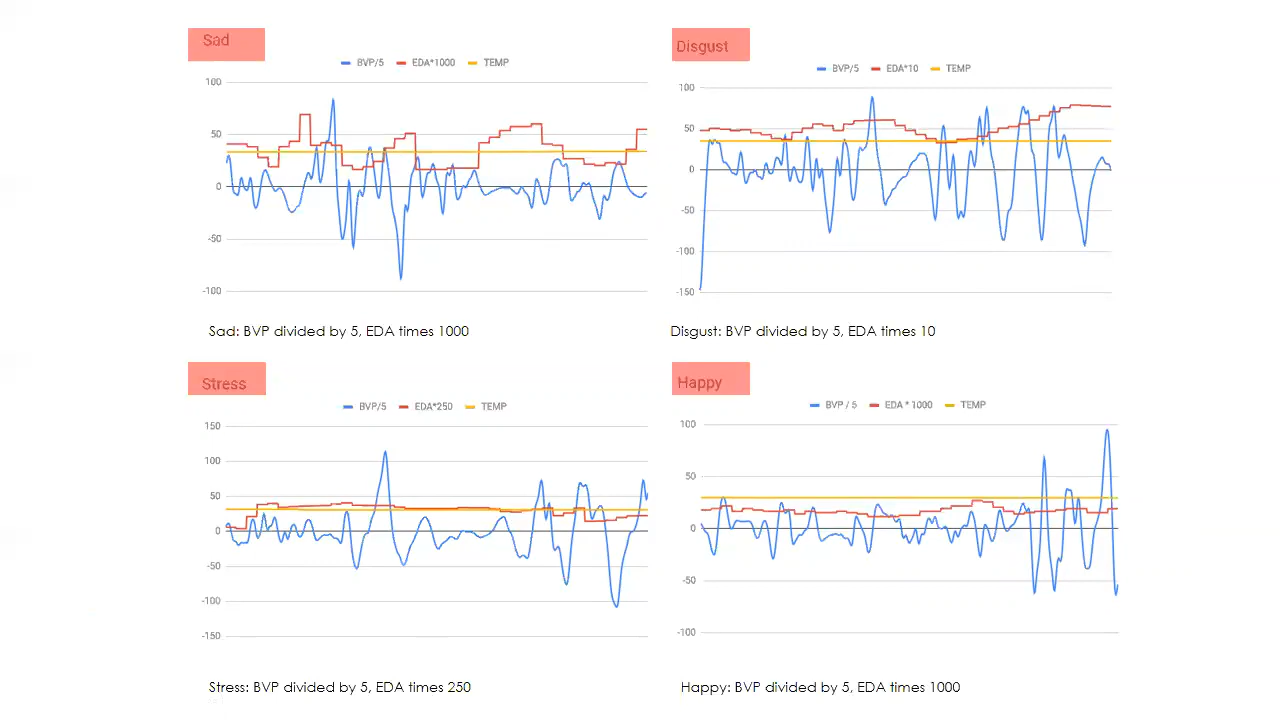 Sad
BVP/5 EDA*1000 TEMP
100
50
0
-50
-100
Sad: BVP divided by 5, EDA times 1000
Disgust
BVP/5 EDA*10 TEMP
100
50
0
-50
-100
-150
Disgust: BVP divided by 5, EDA times 10
Stress
BVP/5 EDA*250 TEMP
150
100
50
0
-50
-100
-150
Stress: BVP divided by 5, EDA times 250
Happy
BVP / 5 EDA * 1000 TEMP
100
50
0
-50
-100
Happy: BVP divided by 5, EDA times 1000